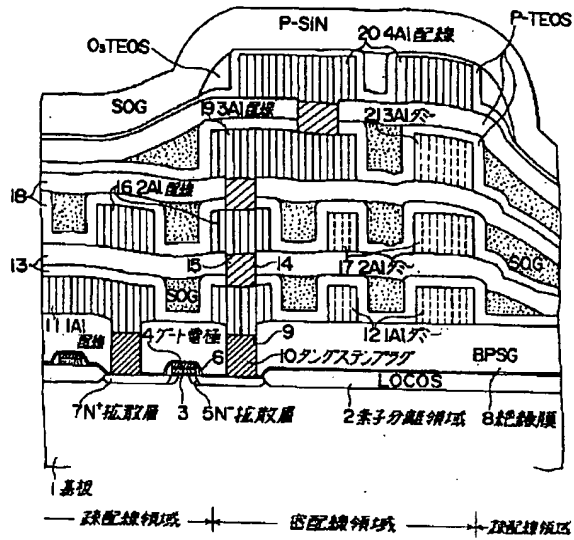 P-SiN
O₃TEOS
20 4Al配線
P-TEOS
SOG
19 3Al配線
21 3Alダミー
18
16 2Al配線
15
14
17 2Alダミー
SOG
13
SOG
11 1Al配線
12 1Alダミー
4ゲート電極
6
9
10タングステンプラグ
BPSG
LOCOS
7N⁺拡散層
3
5N⁻拡散層
2素子分離領域
8絶縁膜
1基板
疎配線領域
密配線領域
疎配線領域